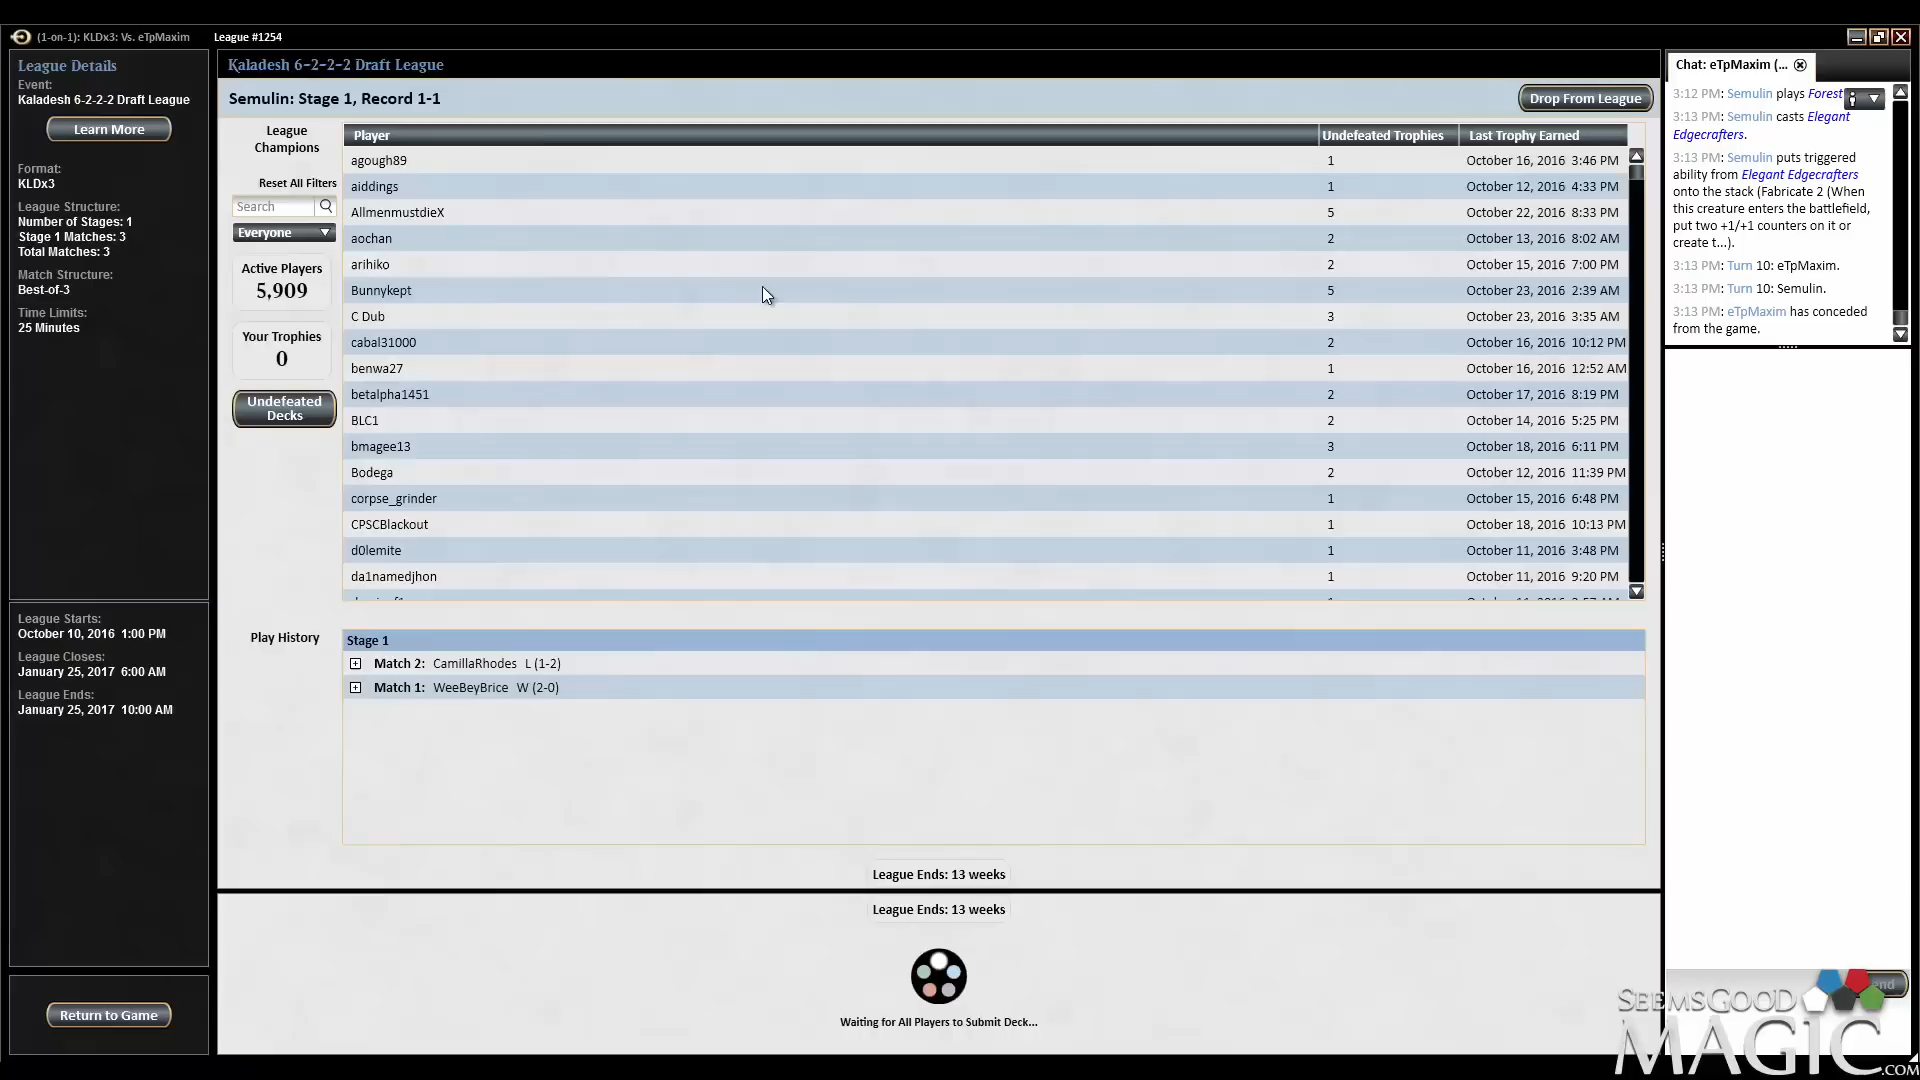 (1-on-1): KLDx3: Vs. eTpMaxim
League #1254
League Details
Event:
Kaladesh 6-2-2-2 Draft League
Learn More
Format:
KLDx3
League Structure:
Number of Stages: 1
Stage 1 Matches: 3
Total Matches: 3
Match Structure:
Best-of-3
Time Limits:
25 Minutes
League Starts:
October 10, 2016 1:00 PM
League Closes:
January 25, 2017 6:00 AM
League Ends:
January 25, 2017 10:00 AM
Return to Game
Kaladesh 6-2-2-2 Draft League
Semulin: Stage 1, Record 1-1
Drop From League
League
Champions
Reset All Filters
Search
Everyone
Active Players
5,909
Your Trophies
0
Undefeated
Decks
Player Undefeated Trophies Last Trophy Earned
agough89 1 October 16, 2016 3:46 PM
aiddings 1 October 12, 2016 4:33 PM
AllmenmustdieX 5 October 22, 2016 8:33 PM
aochan 2 October 13, 2016 8:02 AM
arihiko 2 October 15, 2016 7:00 PM
Bunnykept 5 October 23, 2016 2:39 AM
C Dub 3 October 23, 2016 3:35 AM
cabal31000 2 October 16, 2016 10:12 PM
benwa27 1 October 16, 2016 12:52 AM
betalpha1451 2 October 17, 2016 8:19 PM
BLC1 2 October 14, 2016 5:25 PM
bmagee13 3 October 18, 2016 6:11 PM
Bodega 2 October 12, 2016 11:39 PM
corpse_grinder 1 October 15, 2016 6:48 PM
CPSCBlackout 1 October 18, 2016 10:13 PM
d0lemite 1 October 11, 2016 3:48 PM
da1namedjhon 1 October 11, 2016 9:20 PM
Play History
Stage 1
Match 2: CamillaRhodes L (1-2)
Match 1: WeeBeyBrice W (2-0)
League Ends: 13 weeks
League Ends: 13 weeks
Waiting for All Players to Submit Deck...
Chat: eTpMaxim (...
3:12 PM: Semulin plays Forest
3:13 PM: Semulin casts Elegant
Edgecrafters.
3:13 PM: Semulin puts triggered
ability from Elegant Edgecrafters
onto the stack (Fabricate 2 (When
this creature enters the battlefield,
put two +1/+1 counters on it or
create t...).
3:13 PM: Turn 10: eTpMaxim.
3:13 PM: Turn 10: Semulin.
3:13 PM: eTpMaxim has conceded
from the game.
SEEMSGOOD
MAGIC
.COM